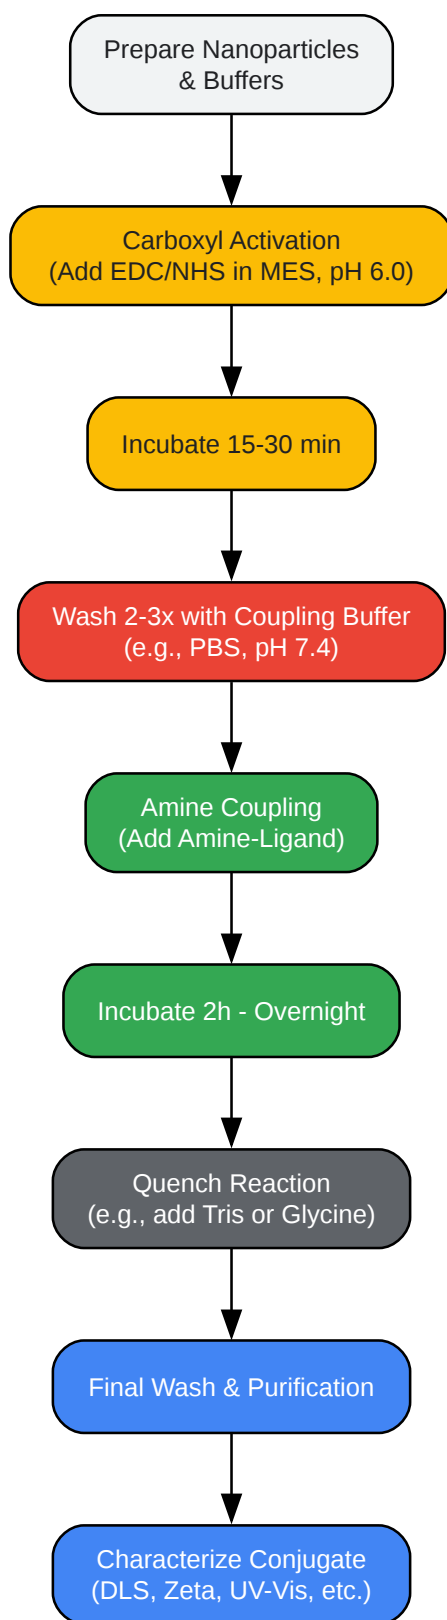 Prepare Nanoparticles
& Buffers
Carboxyl Activation
(Add EDC/NHS in MES, pH 6.0)
Incubate 15-30 min
Wash 2-3x with Coupling Buffer
(e.g., PBS, pH 7.4)
Amine Coupling
(Add Amine-Ligand)
Incubate 2h - Overnight
Quench Reaction
(e.g., add Tris or Glycine)
Final Wash & Purification
Characterize Conjugate
(DLS, Zeta, UV-Vis, etc.)